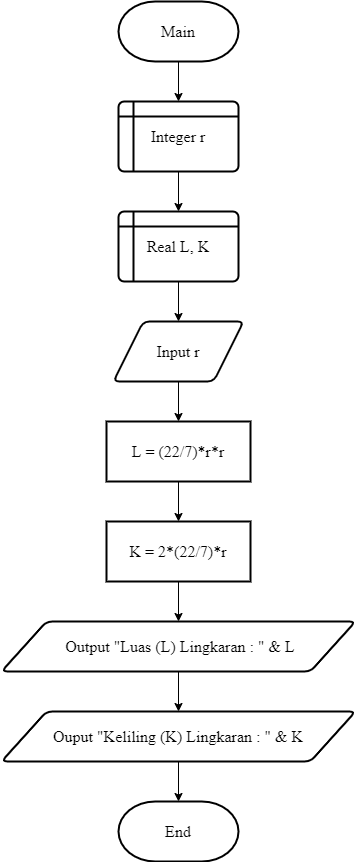 Main
Integer r
Real L, K
Input r
L = (22/7)*r*r
K = 2*(22/7)*r
Output "Luas (L) Lingkaran : " & L
Ouput "Keliling (K) Lingkaran : " & K
End